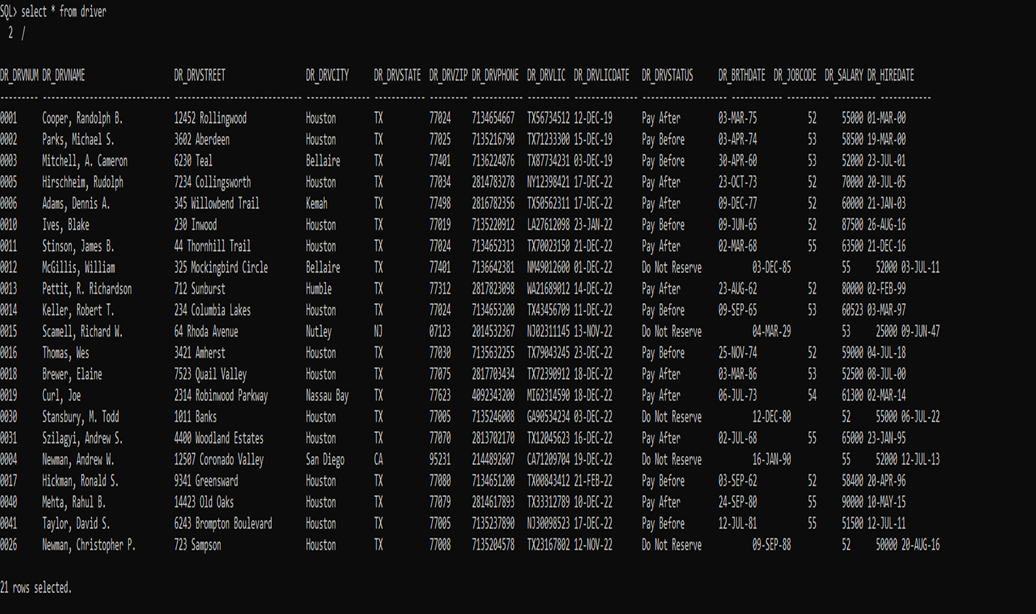 SQL> select * from driver
  2  /
DR_DRVNUM DR_DRVNAME DR_DRVSTREET DR_DRVCITY DR_DRVSTATE DR_DRVZIP DR_DRVPHONE DR_DRVLIC DR_DRVLICDATE DR_DRVSTATUS DR_BRTHDATE DR_JOBCODE DR_SALARY DR_HIREDATE
0001 Cooper, Randolph B. 12452 Rollingwood Houston TX 77024 7134654667 TX56734512 12-DEC-19 Pay After 03-MAR-75 52 55000 01-MAR-00
0002 Parks, Michael S. 3602 Aberdeen Houston TX 77025 7135216790 TX71233300 15-DEC-19 Pay Before 03-APR-74 53 58500 19-MAR-00
0003 Mitchell, A. Cameron 6230 Teal Bellaire TX 77401 7136224876 TX87734231 03-DEC-19 Pay Before 30-APR-60 53 52000 23-JUL-01
0005 Hirschheim, Rudolph 7234 Collingsworth Houston TX 77034 2814783278 NY12398421 17-DEC-22 Pay After 23-OCT-73 52 70000 20-JUL-05
0006 Adams, Dennis A. 345 Willowbend Trail Kemah TX 77498 2816782356 TX50562311 17-DEC-22 Pay After 09-DEC-77 52 60000 21-JAN-03
0010 Ives, Blake 230 Inwood Houston TX 77019 7135220912 LA27612098 23-JAN-22 Pay Before 09-JUN-65 52 87500 26-AUG-16
0011 Stinson, James B. 44 Thornhill Trail Houston TX 77024 7134652313 TX70023150 21-DEC-22 Pay After 02-MAR-68 55 63500 21-DEC-16
0012 McGillis, William 325 Mockingbird Circle Bellaire TX 77401 7136642381 NM49012600 01-DEC-22 Do Not Reserve 03-DEC-85 55 52000 03-JUL-11
0013 Pettit, R. Richardson 712 Sunburst Humble TX 77312 2817823098 WA21689012 14-DEC-22 Pay After 23-AUG-62 52 80000 02-FEB-99
0014 Keller, Robert T. 234 Columbia Lakes Houston TX 77024 7134653200 TX43456709 11-DEC-22 Pay Before 09-SEP-65 53 60523 03-MAR-97
0015 Scamell, Richard W. 64 Rhoda Avenue Nutley NJ 07123 2014532367 NJ02311145 13-NOV-22 Do Not Reserve 04-MAR-29 53 25000 09-JUN-47
0016 Thomas, Wes 3421 Amherst Houston TX 77030 7135632255 TX79043245 23-DEC-22 Pay Before 25-NOV-74 52 59000 04-JUL-18
0018 Brewer, Elaine 7523 Quail Valley Houston TX 77075 2817703434 TX72390912 18-DEC-22 Pay Before 03-MAR-86 53 52500 08-JUL-00
0019 Curl, Joe 2314 Robinwood Parkway Nassau Bay TX 77623 4092343200 MI62314590 18-DEC-22 Pay After 06-JUL-73 54 61300 02-MAR-14
0030 Stansbury, M. Todd 1011 Banks Houston TX 77005 7135246008 GA90534234 03-DEC-22 Do Not Reserve 12-DEC-80 52 55000 06-JUL-22
0031 Szilagyi, Andrew S. 4400 Woodland Estates Houston TX 77070 2813702170 TX12045623 16-DEC-22 Pay After 02-JUL-68 55 65000 23-JAN-95
0004 Newman, Andrew W. 12507 Coronado Valley San Diego CA 95231 2144892607 CA71209704 19-DEC-22 Do Not Reserve 16-JAN-90 55 52000 12-JUL-13
0017 Hickman, Ronald S. 9341 Greensward Houston TX 77080 7134651200 TX00843412 21-FEB-22 Pay Before 03-SEP-62 52 58400 20-APR-96
0040 Mehta, Rahul B. 14423 Old Oaks Houston TX 77079 2814617893 TX33312789 10-DEC-22 Pay After 24-SEP-80 55 90000 10-MAY-15
0041 Taylor, David S. 6243 Brompton Boulevard Houston TX 77005 7135237890 NJ30098523 17-DEC-22 Pay Before 12-JUL-81 55 51500 12-JUL-11
0026 Newman, Christopher P. 723 Sampson Houston TX 77008 7135204578 TX23167802 12-NOV-22 Do Not Reserve 09-SEP-88 52 50000 20-AUG-16
21 rows selected.